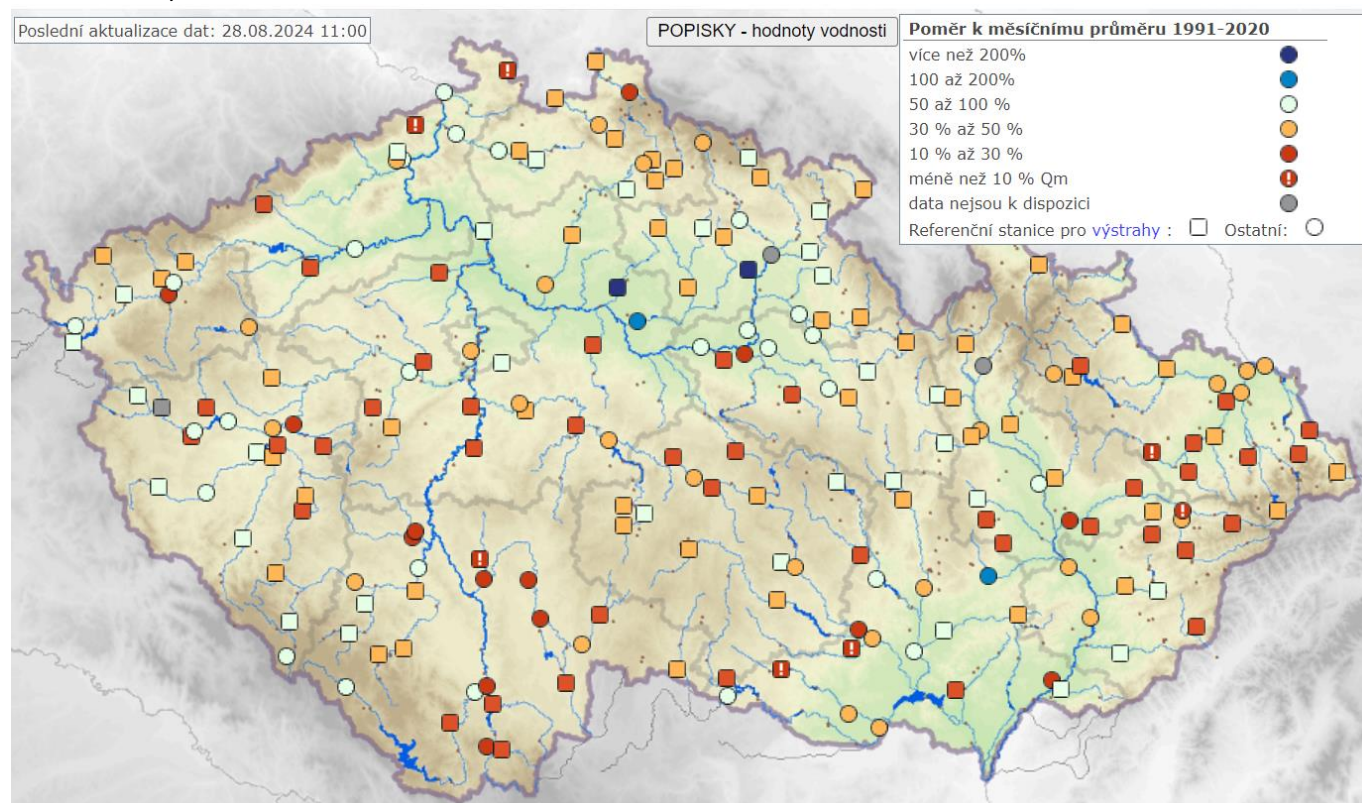 Poslední aktualizace dat: 28.08.2024 11:00
POPISKY - hodnoty vodnosti
Poměr k měsíčnímu průměru 1991-2020
více než 200%
100 až 200%
50 až 100 %
30 % až 50 %
10 % až 30 %
méně než 10 % Qm
data nejsou k dispozici
Referenční stanice pro výstrahy : Ostatní: